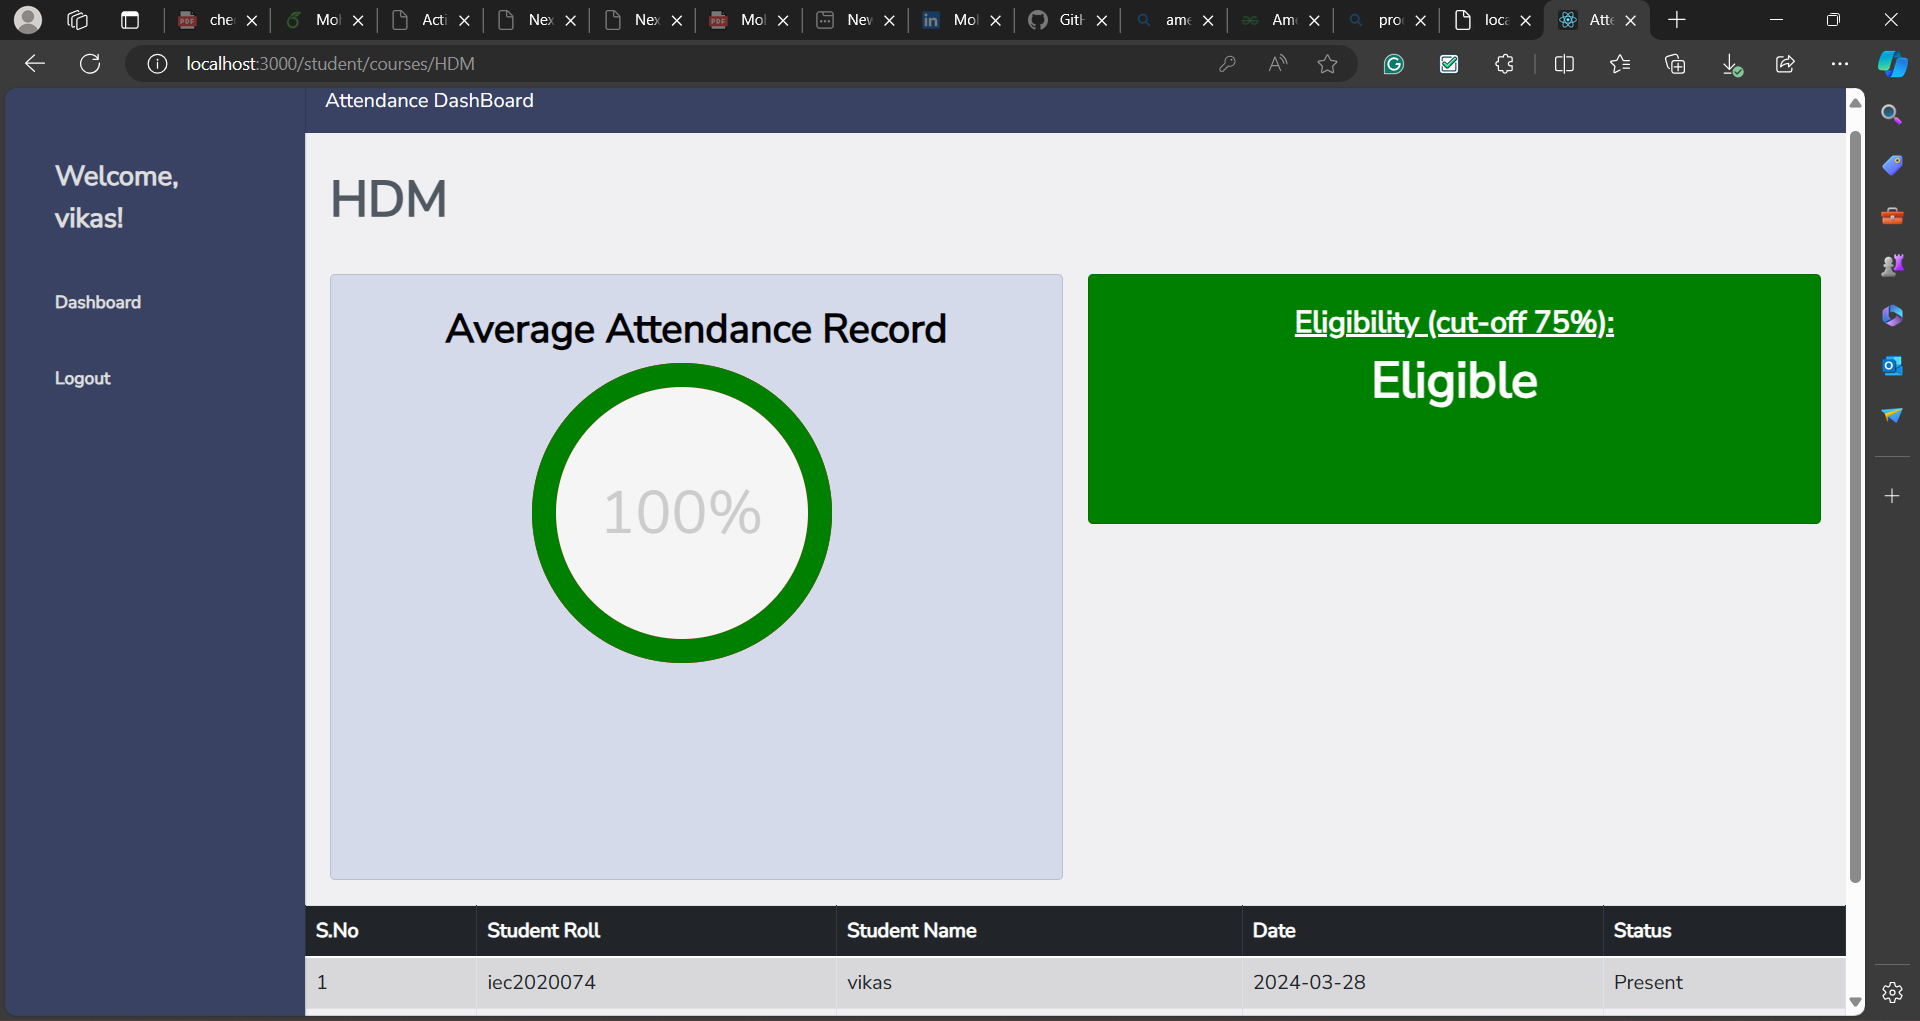 che
Mol
Acti
Nex
Nex
Mol
New
Mol
GitH
ame
Ame
pro
loca
Atte
localhost:3000/student/courses/HDM
Attendance DashBoard
Welcome,
vikas!
Dashboard
Logout
HDM
Average Attendance Record
100%
Eligibility (cut-off 75%):
Eligible
S.No Student Roll Student Name Date Status
1 iec2020074 vikas 2024-03-28 Present